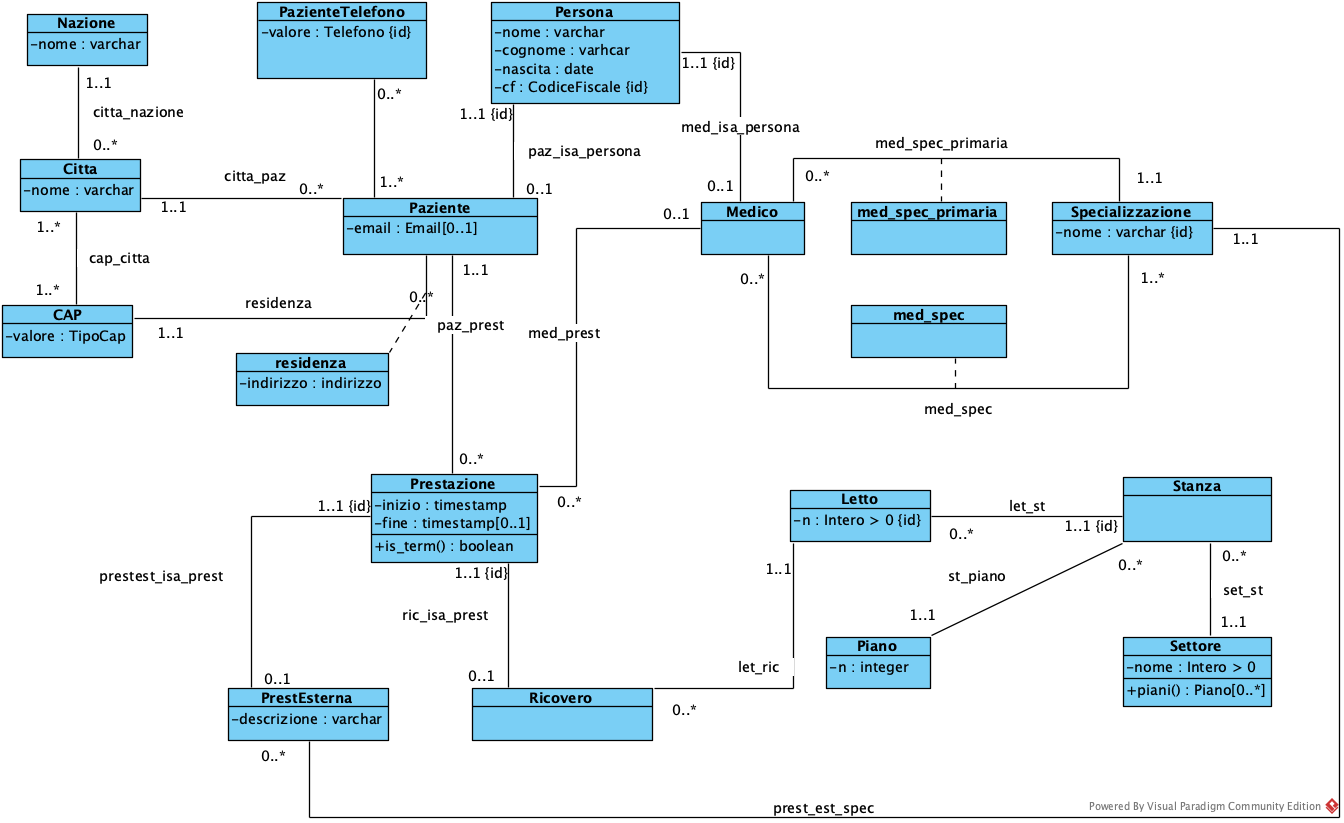 Nazione
-nome : varchar
1..1
citta_nazione
0..*
Citta
-nome : varchar
1..*
cap_citta
1..*
CAP
-valore : TipoCap
1..1
citta_paz
0..*
1..1
residenza
0..*
residenza
-indirizzo : indirizzo
PazienteTelefono
-valore : Telefono {id}
0..*
1..*
Paziente
-email : Email[0..1]
Persona
-nome : varchar
-cognome : varhcar
-nascita : date
-cf : CodiceFiscale {id}
1..1 {id}
paz_isa_persona
0..1
1..1 {id}
med_isa_persona
0..1
Medico
med_spec_primaria
0..*
1..1
med_spec_primaria
Specializzazione
-nome : varchar {id}
1..1
0..*
1..*
med_spec
med_spec
0..1
med_prest
0..*
1..1
paz_prest
0..*
Prestazione
-inizio : timestamp
-fine : timestamp[0..1]
+is_term() : boolean
1..1 {id}
prestest_isa_prest
0..1
1..1 {id}
ric_isa_prest
0..1
PrestEsterna
-descrizione : varchar
0..*
prest_est_spec
Ricovero
0..*
let_ric
1..1
Letto
-n : Intero > 0 {id}
0..*
let_st
1..1 {id}
Stanza
0..*
st_piano
1..1
Piano
-n : integer
0..*
set_st
1..1
Settore
-nome : Intero > 0
+piani() : Piano[0..*]
Powered By Visual Paradigm Community Edition